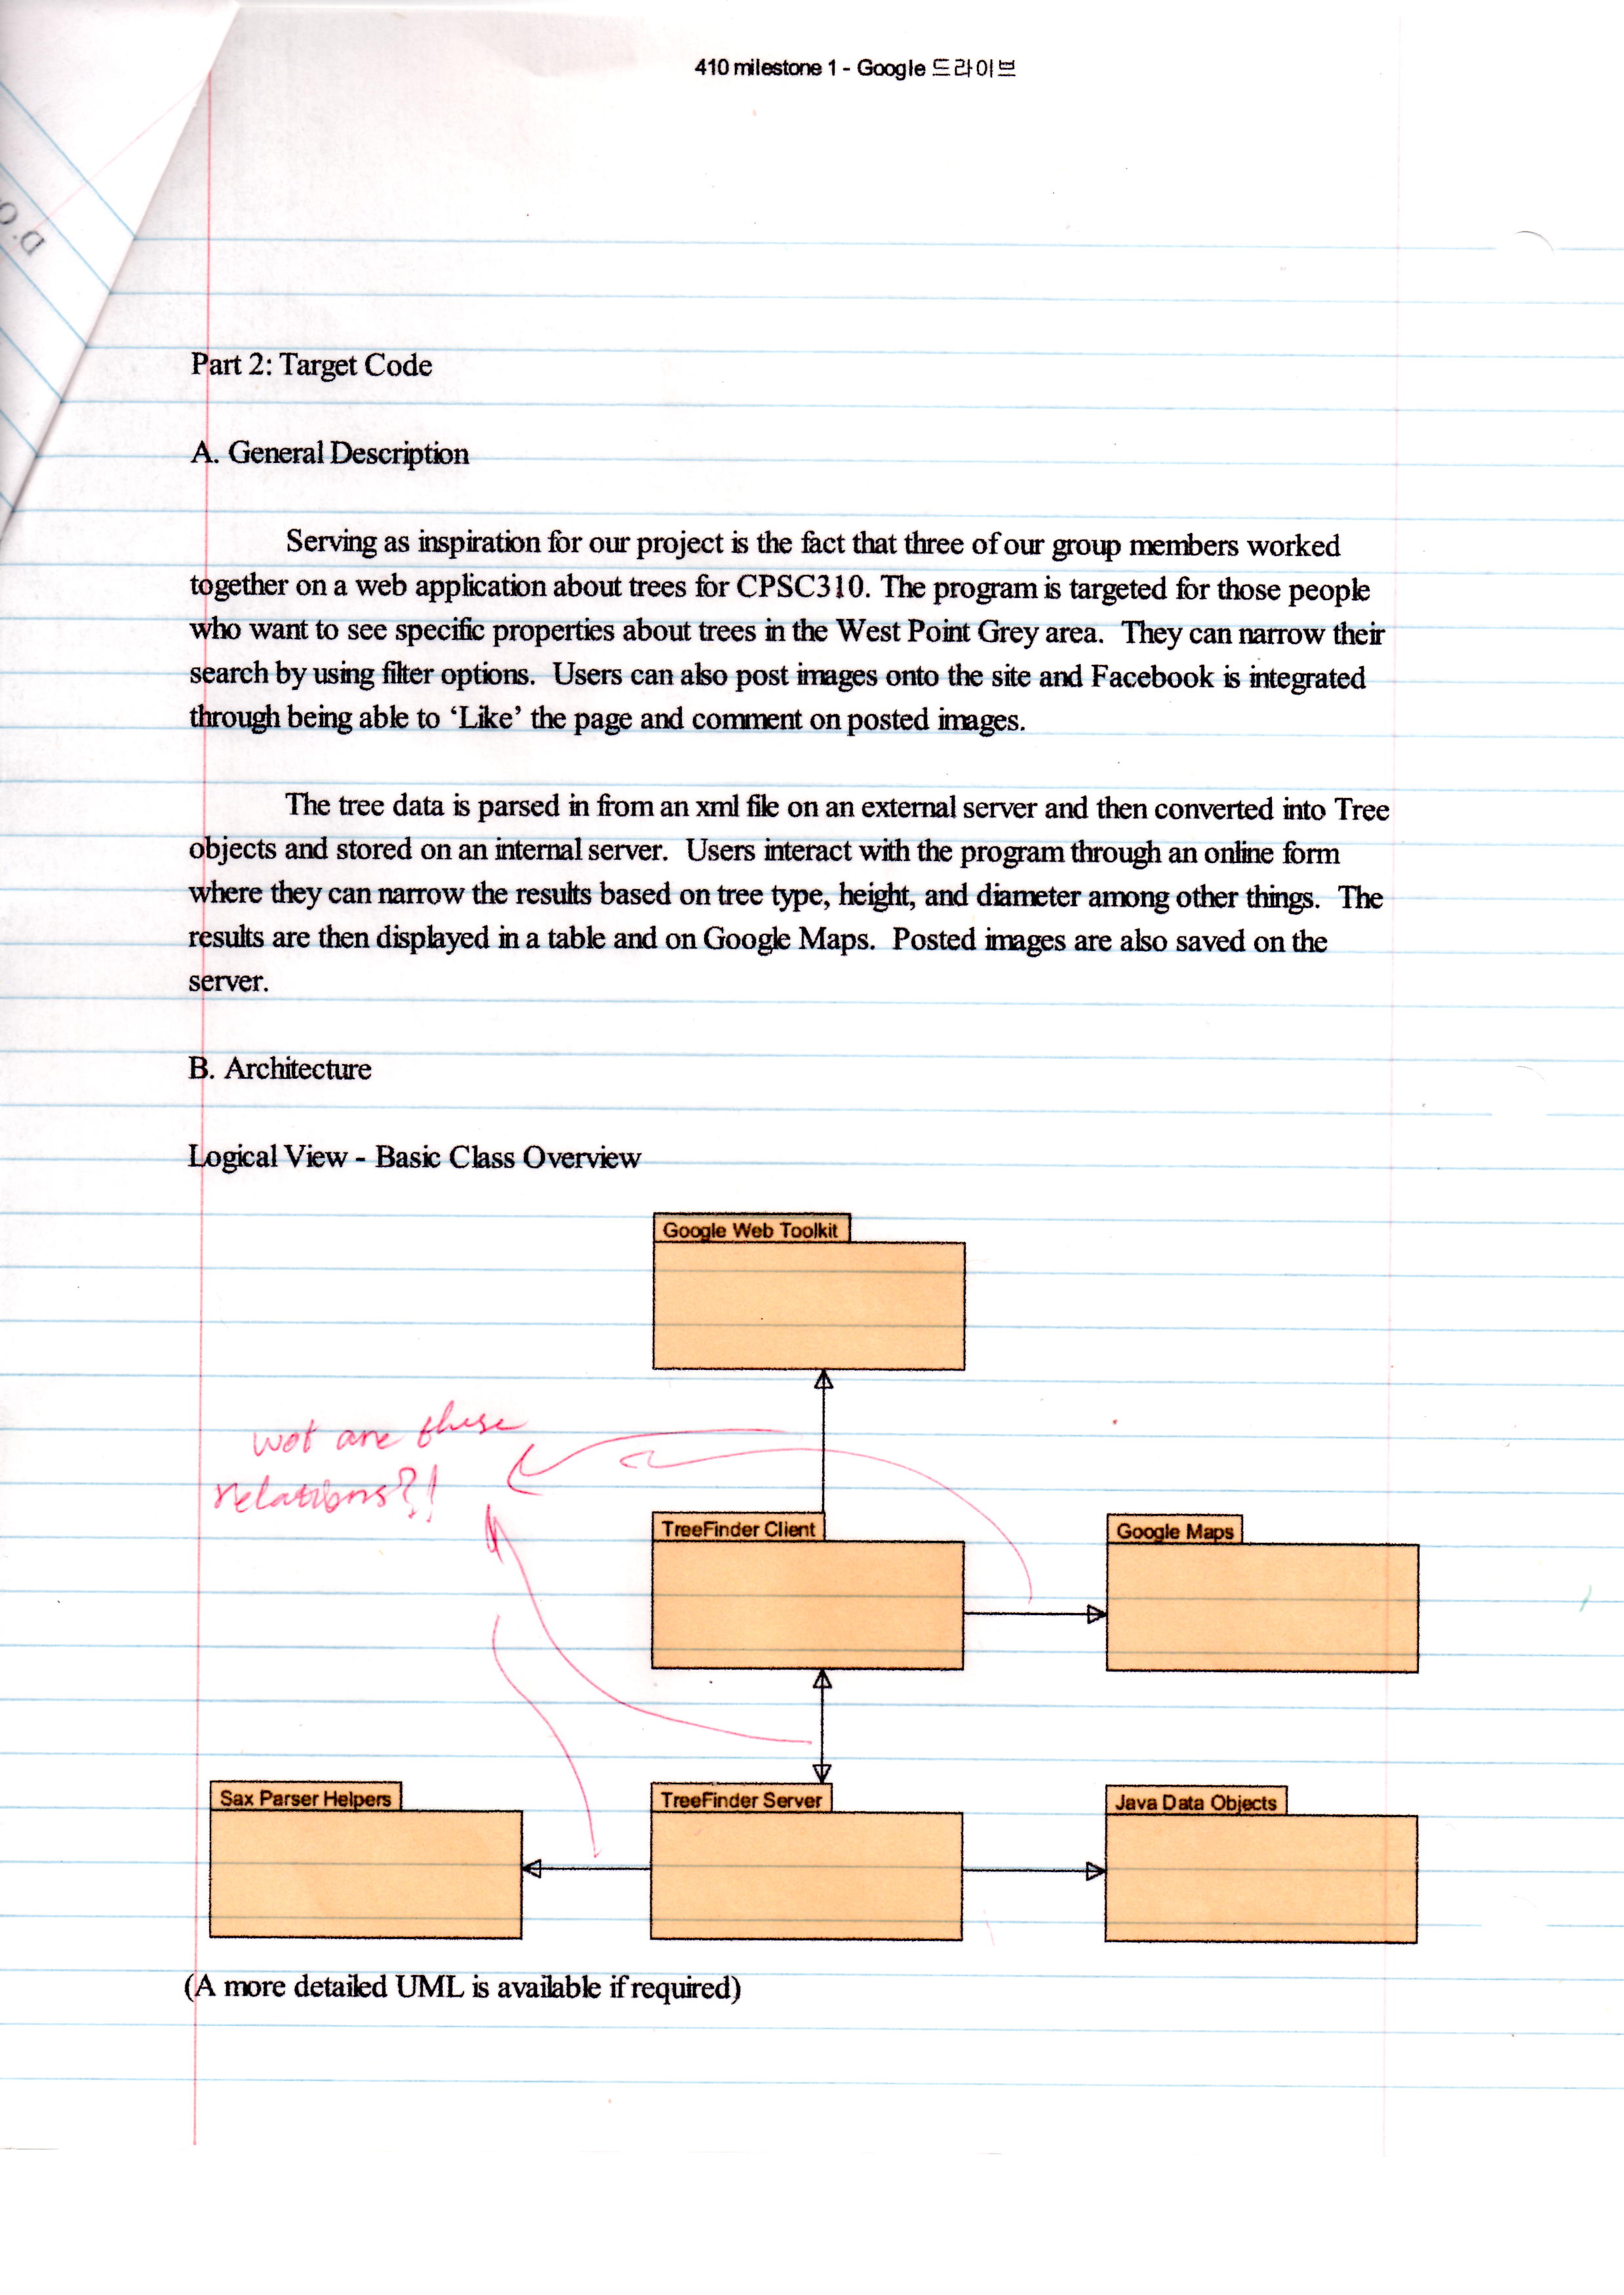 410 milestone 1 - Google 드라이브
D.O
Part 2: Target Code
A. General Description
Serving as inspiration for our project is the fact that three of our group members worked
together on a web application about trees for CPSC310. The program is targeted for those people
who want to see specific properties about trees in the West Point Grey area.  They can narrow their
search by using filter options.  Users can also post images onto the site and Facebook is integrated
through being able to ‘Like’ the page and comment on posted images.
The tree data is parsed in from an xml file on an external server and then converted into Tree
objects and stored on an internal server.  Users interact with the program through an online form
where they can narrow the results based on tree type, height, and diameter among other things.  The
results are then displayed in a table and on Google Maps.  Posted images are also saved on the
server.
B. Architecture
Logical View - Basic Class Overview
Google Web Toolkit
wot are these
relations?!
TreeFinder Client
Google Maps
Sax Parser Helpers
TreeFinder Server
Java Data Objects
(A more detailed UML is available if required)